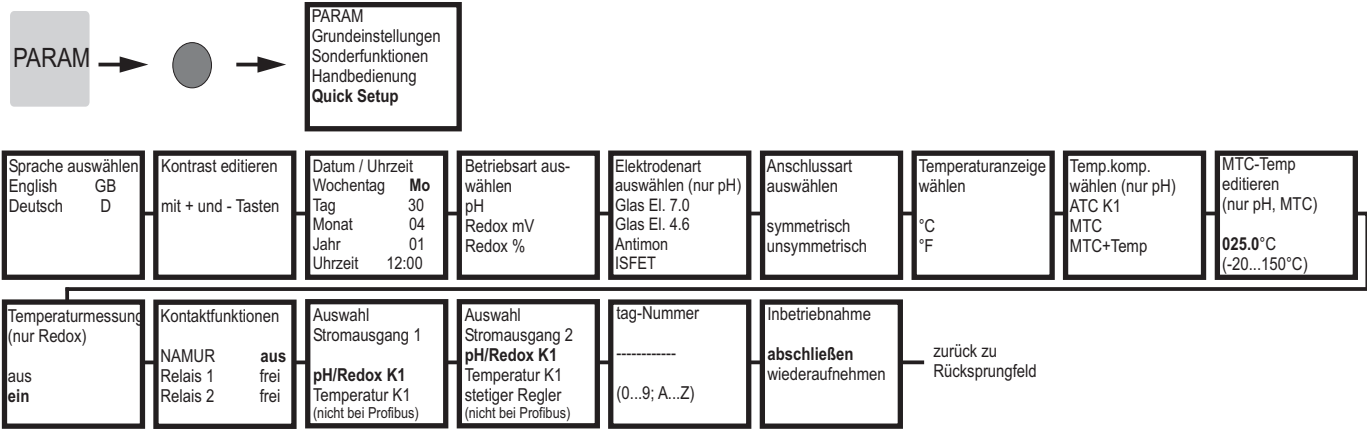 PARAM
PARAM
Grundeinstellungen
Sonderfunktionen
Handbedienung
Quick Setup
Sprache auswählen
English GB
Deutsch D
Kontrast editieren
mit + und - Tasten
Datum / Uhrzeit
Wochentag Mo
Tag 30
Monat 04
Jahr 01
Uhrzeit 12:00
Betriebsart aus-
wählen
pH
Redox mV
Redox %
Elektrodenart
auswählen (nur pH)
Glas El. 7.0
Glas El. 4.6
Antimon
ISFET
Anschlussart
auswählen
symmetrisch
unsymmetrisch
Temperaturanzeige
wählen
°C
°F
Temp.komp.
wählen (nur pH)
ATC K1
MTC
MTC+Temp
MTC-Temp
editieren
(nur pH, MTC)
025.0°C
(-20...150°C)
Temperaturmessung
(nur Redox)
aus
ein
Kontaktfunktionen
NAMUR aus
Relais 1 frei
Relais 2 frei
Auswahl
Stromausgang 1
pH/Redox K1
Temperatur K1
(nicht bei Profibus)
Auswahl
Stromausgang 2
pH/Redox K1
Temperatur K1
stetiger Regler
(nicht bei Profibus)
tag-Nummer
------------
(0...9; A...Z)
Inbetriebnahme
abschließen
wiederaufnehmen
zurück zu
Rücksprungfeld